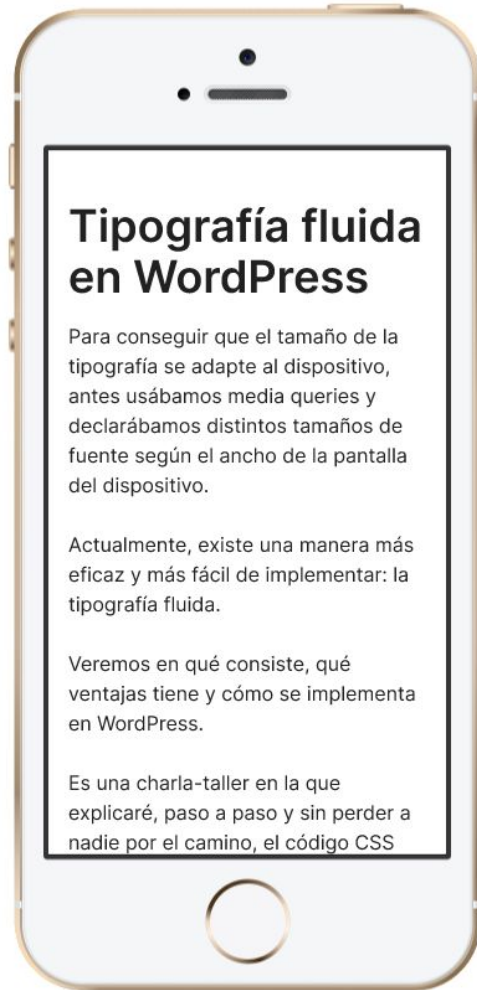 Tipografía fluida
en WordPress
Para conseguir que el tamaño de la
tipografía se adapte al dispositivo,
antes usábamos media queries y
declarábamos distintos tamaños de
fuente según el ancho de la pantalla
del dispositivo.
Actualmente, existe una manera más
eficaz y más fácil de implementar: la
tipografía fluida.
Veremos en qué consiste, qué
ventajas tiene y cómo se implementa
en WordPress.
Es una charla-taller en la que
explicaré, paso a paso y sin perder a
nadie por el camino, el código CSS